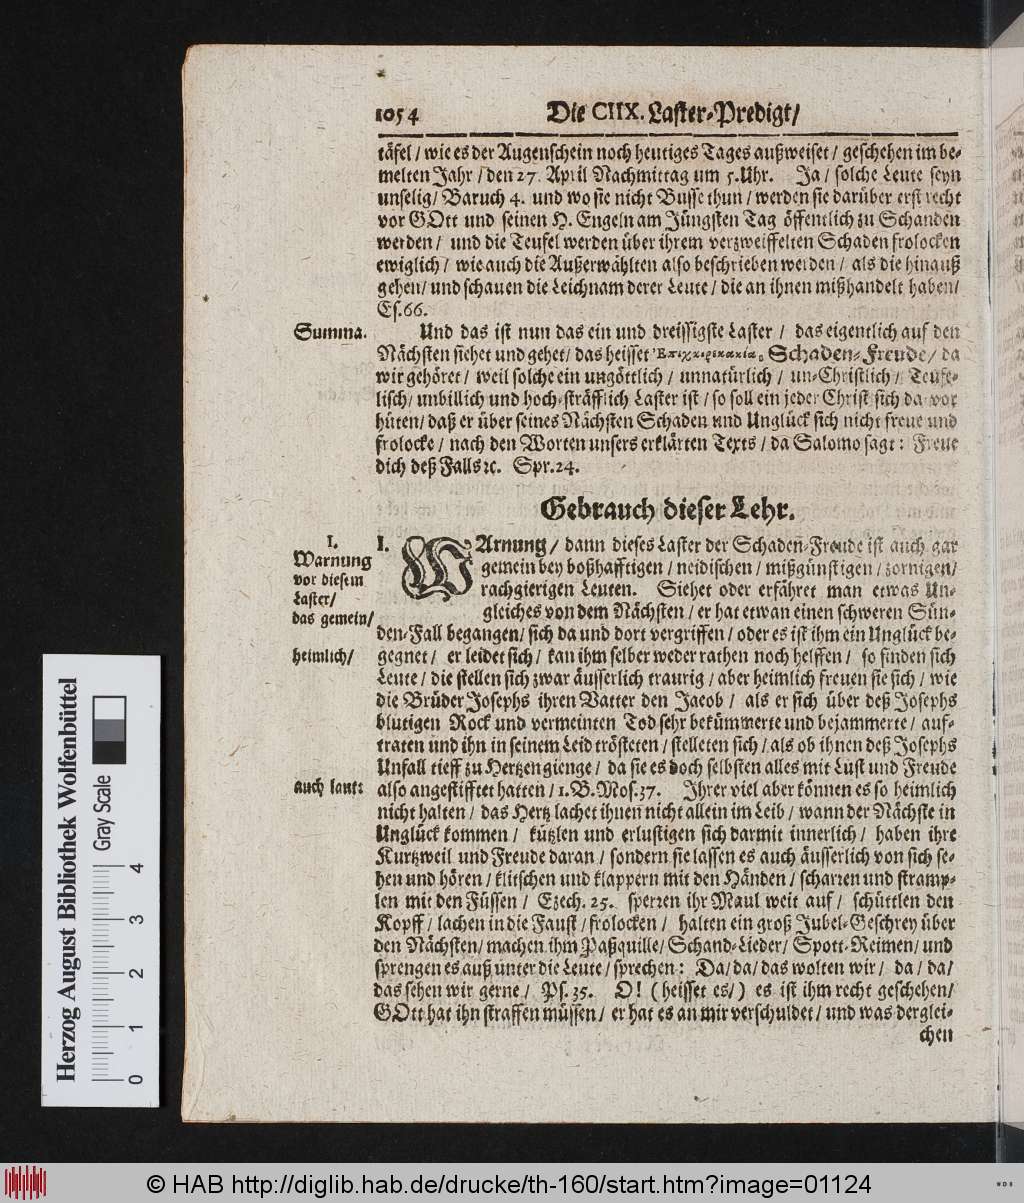 1054 Die CIIX. Laster-Predigt/
täfel / wie es der Augenschein noch heutiges Tages außweiset / geschehen im be-
melten Jahr / den 27. April Nachmittag um 5. Uhr. Ja / solche Leute seyn
unselig / Baruch 4. und wo sie nicht Busse thun / werden sie darüber erst recht
vor GOtt und seinen H. Engeln am Jüngsten Tag öffentlich zu Schanden
werden / und die Teufel werden über ihrem verzweiffelten Schaden frolocken
ewiglich / wie auch die Außerwählten also beschrieben werden / als die hinauß
gehen / und schauen die Leichnam derer Leute / die an ihnen mißhandelt haben/
Es. 66.
Summa.
Und das ist nun das ein und dreissigste Laster / das eigentlich auf den
Nächsten siehet und gehet / das heisset Schaden-Freude / da
wir gehöret / weil solche ein ungöttlich / unnatürlich / un-Christlich / Teufe-
lisch / unbillich und hoch-sträfflich Laster ist / so soll ein jeder Christ sich da vor
hüten / daß er über seines Nächsten Schaden und Unglück sich nicht freue und
frolocke / nach den Worten unsers erklärten Texts / da Salomo sagt: Freue
dich deß Falls ꝛc. Spr. 24.
Gebrauch dieser Lehr.
I.
Warnung
vor diesem
Laster/
das gemein/
I. WArnung / dann dieses Laster der Schaden-Freude ist auch gar
gemein bey boßhafftigen / neidischen / mißgünstigen / zornigen/
rachgierigen Leuten. Siehet oder erfähret man etwas Un-
gleiches von dem Nächsten / er hat etwan einen schweren Sün-
den-Fall begangen / sich da und dort vergriffen / oder es ist ihm ein Unglück be-
heimlich/
gegnet / er leidet sich / kan ihm selber weder rathen noch helffen / so finden sich
Leute / die stellen sich zwar äusserlich traurig / aber heimlich freuen sie sich / wie
die Brüder Josephs ihren Vatter den Jacob / als er sich über deß Josephs
blutigen Rock und vermeinten Tod sehr bekümmerte und bejammerte / auf-
traten und ihn in seinem Leid trösteten / stelleten sich / als ob ihnen deß Josephs
Unfall tieff zu Hertzen gienge / da sie es doch selbsten alles mit Lust und Freude
auch laut:
also angestifftet hatten / 1. B. Mos. 37. Ihrer viel aber können es so heimlich
nicht halten / das Hertz lachet ihnen nicht allein im Leib / wann der Nächste in
Unglück kommen / kützlen und erlustigen sich darmit innerlich / haben ihre
Kurtzweil und Freude daran / sondern sie lassen es auch äusserlich von sich se-
hen und hören / klitschen und klappern mit den Händen / scharren und stramp-
len mit den Füssen / Ezech. 25. sperren ihr Maul weit auf / schüttlen den
Kopff / lachen in die Faust / frolocken / halten ein groß Jubel-Geschrey über
den Nächsten / machen ihm Paßquille / Schand-Lieder / Spott-Reimen / und
sprengen es auß unter die Leute / sprechen: Da / da / das wolten wir / da / da/
das sehen wir gerne / Ps. 35. O! (heisset es /) es ist ihm recht geschehen/
GOtt hat ihn straffen müssen / er hat es an mir verschuldet / und was derglei-
chen
Herzog August Bibliothek Wolfenbüttel
Gray Scale
0 1 2 3 4
© HAB http://diglib.hab.de/drucke/th-160/start.htm?image=01124